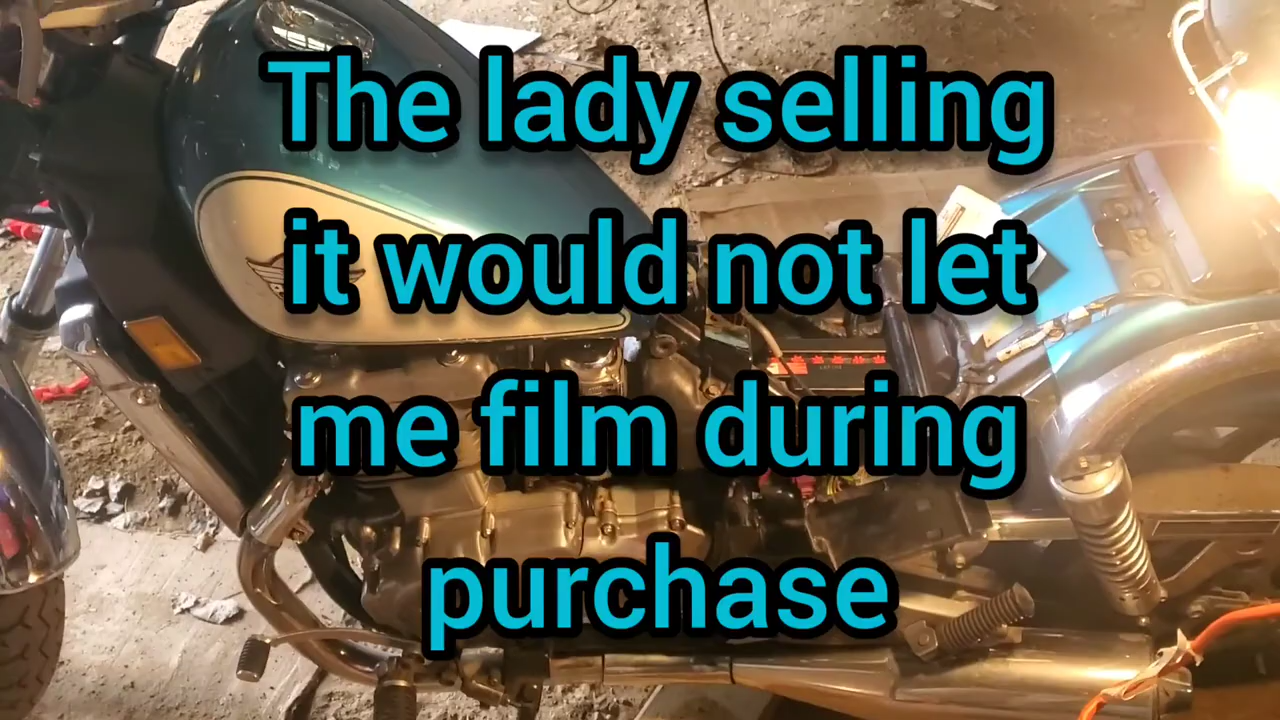 The lady selling
it would not let
me film during
purchase